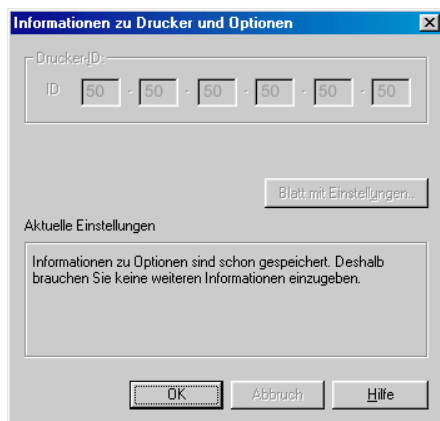 Informationen zu Drucker und Optionen
Drucker-ID:
ID 50 - 50 - 50 - 50 - 50 - 50
Blatt mit Einstellungen..
Aktuelle Einstellungen
Informationen zu Optionen sind schon gespeichert. Deshalb
brauchen Sie keine weiteren Informationen einzugeben.
OK Abbruch Hilfe